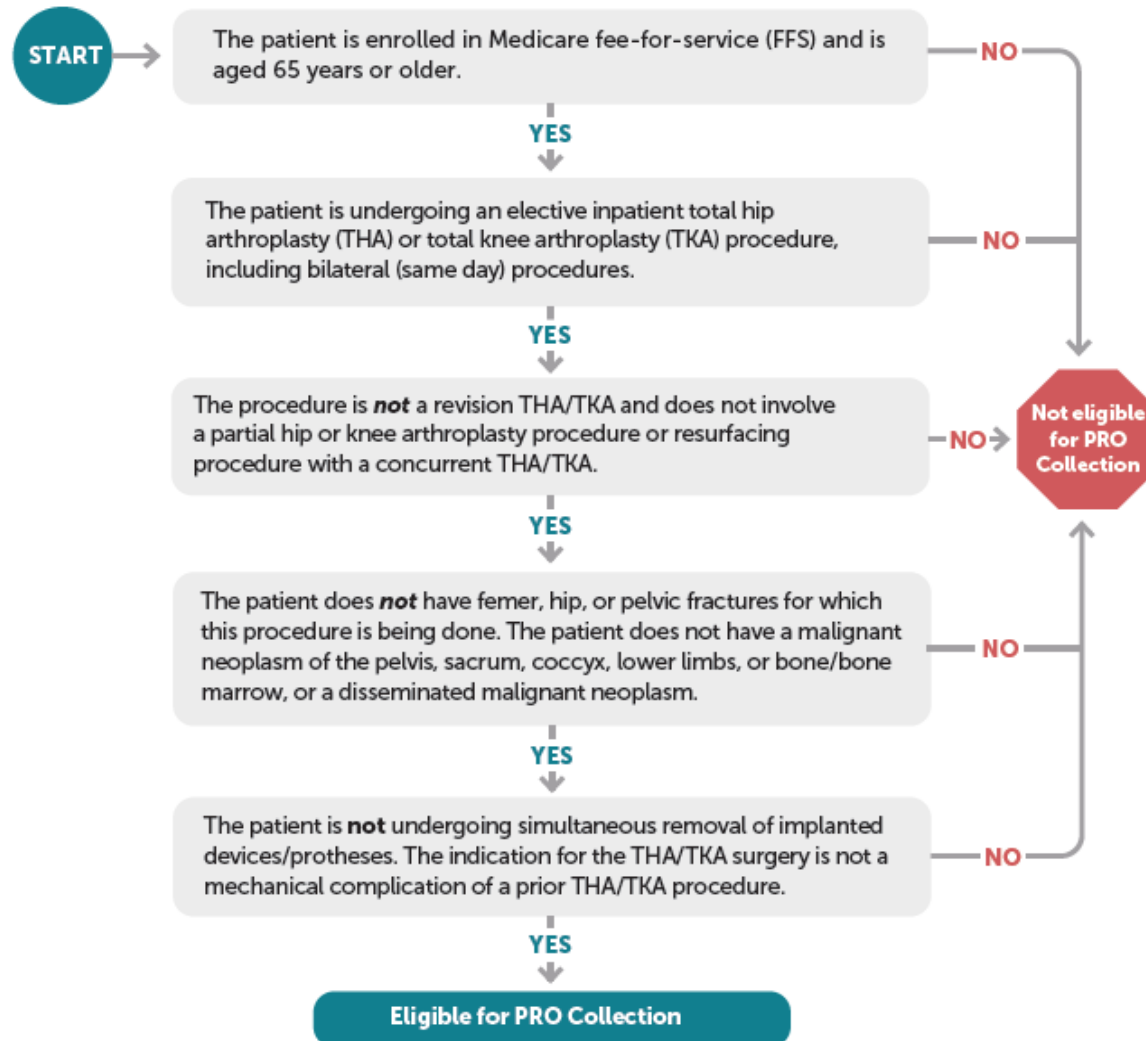 START
The patient is enrolled in Medicare fee-for-service (FFS) and is
aged 65 years or older.
NO
YES
The patient is undergoing an elective inpatient total hip
arthroplasty (THA) or total knee arthroplasty (TKA) procedure,
including bilateral (same day) procedures.
NO
YES
The procedure is not a revision THA/TKA and does not involve
a partial hip or knee arthroplasty procedure or resurfacing
procedure with a concurrent THA/TKA.
NO
Not eligible
for PRO
Collection
YES
The patient does not have femer, hip, or pelvic fractures for which
this procedure is being done. The patient does not have a malignant
neoplasm of the pelvis, sacrum, coccyx, lower limbs, or bone/bone
marrow, or a disseminated malignant neoplasm.
NO
YES
The patient is not undergoing simultaneous removal of implanted
devices/protheses. The indication for the THA/TKA surgery is not a
mechanical complication of a prior THA/TKA procedure.
NO
YES
Eligible for PRO Collection